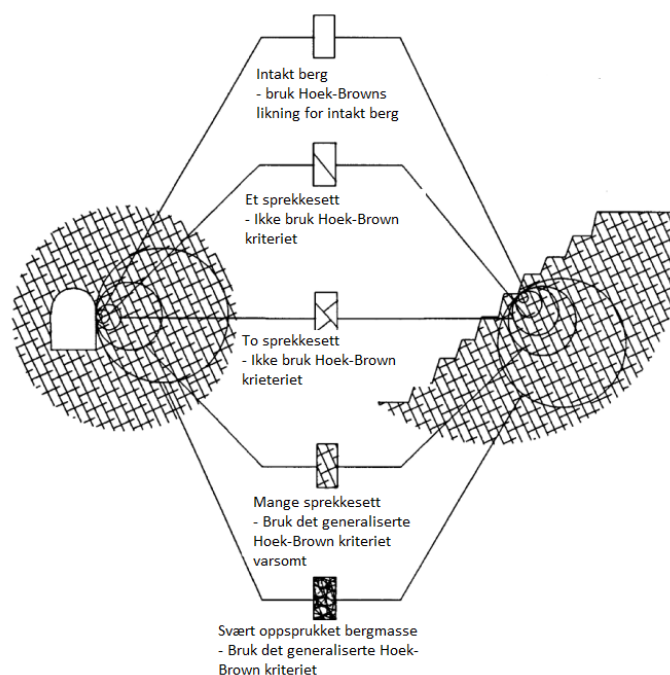 Intakt berg
- bruk Hoek-Browns
likning for intakt berg
Et sprekkesett
- Ikke bruk Hoek-Brown
kriteriet
To sprekkesett
- Ikke bruk Hoek-Brown
krieteriet
Mange sprekkesett
- Bruk det generaliserte
Hoek-Brown kriteriet
varsomt
Svært oppsprukket bergmasse
- Bruk det generaliserte Hoek-
Brown kriteriet